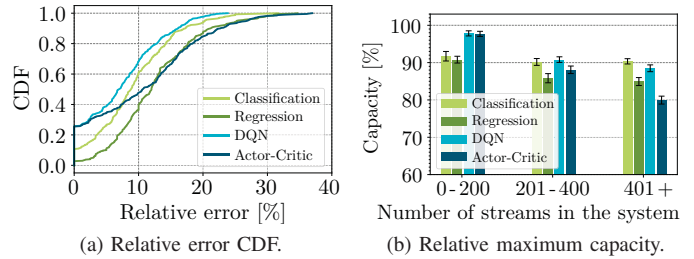 1.0
0.8
0.6
0.4
0.2
0.0
CDF
Classification
Regression
DQN
Actor-Critic
0 10 20 30 40
Relative error [%]
(a) Relative error CDF.
100
90
80
70
60
Capacity [%]
Classification
Regression
DQN
Actor-Critic
0 - 200 201 - 400 401 +
Number of streams in the system
(b) Relative maximum capacity.